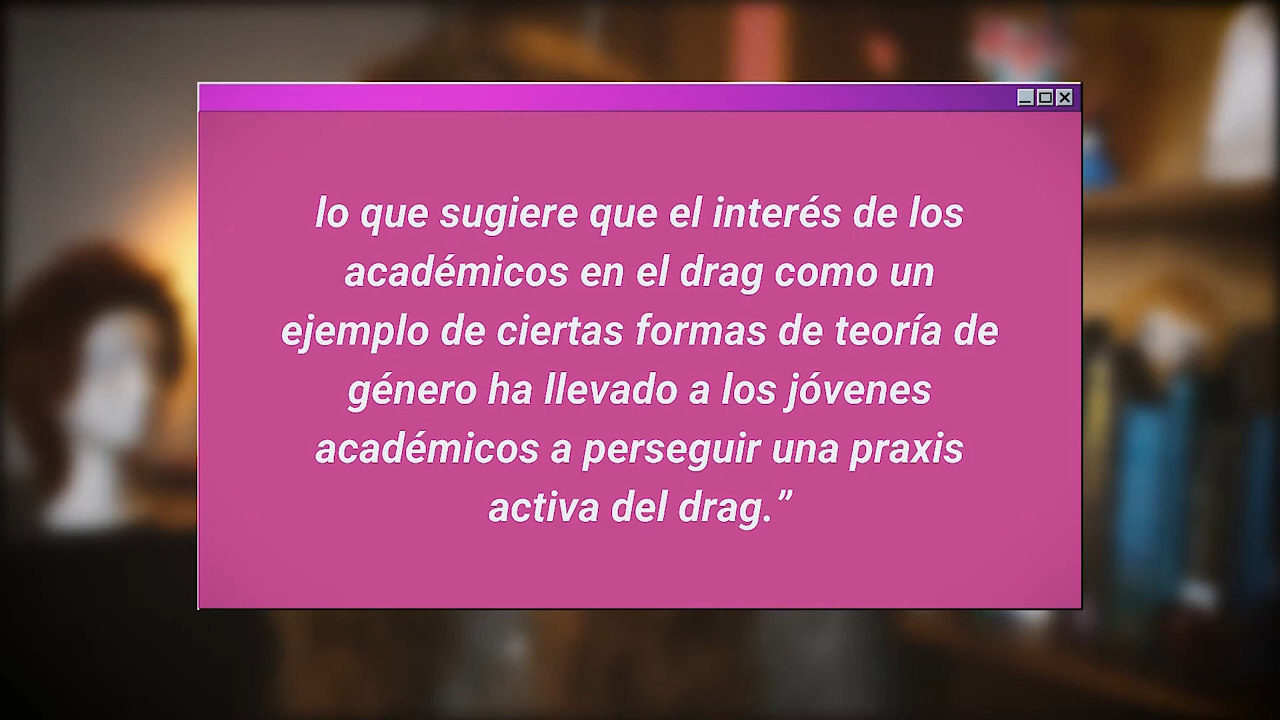 lo que sugiere que el interés de los
académicos en el drag como un
ejemplo de ciertas formas de teoría de
género ha llevado a los jóvenes
académicos a perseguir una praxis
activa del drag.”